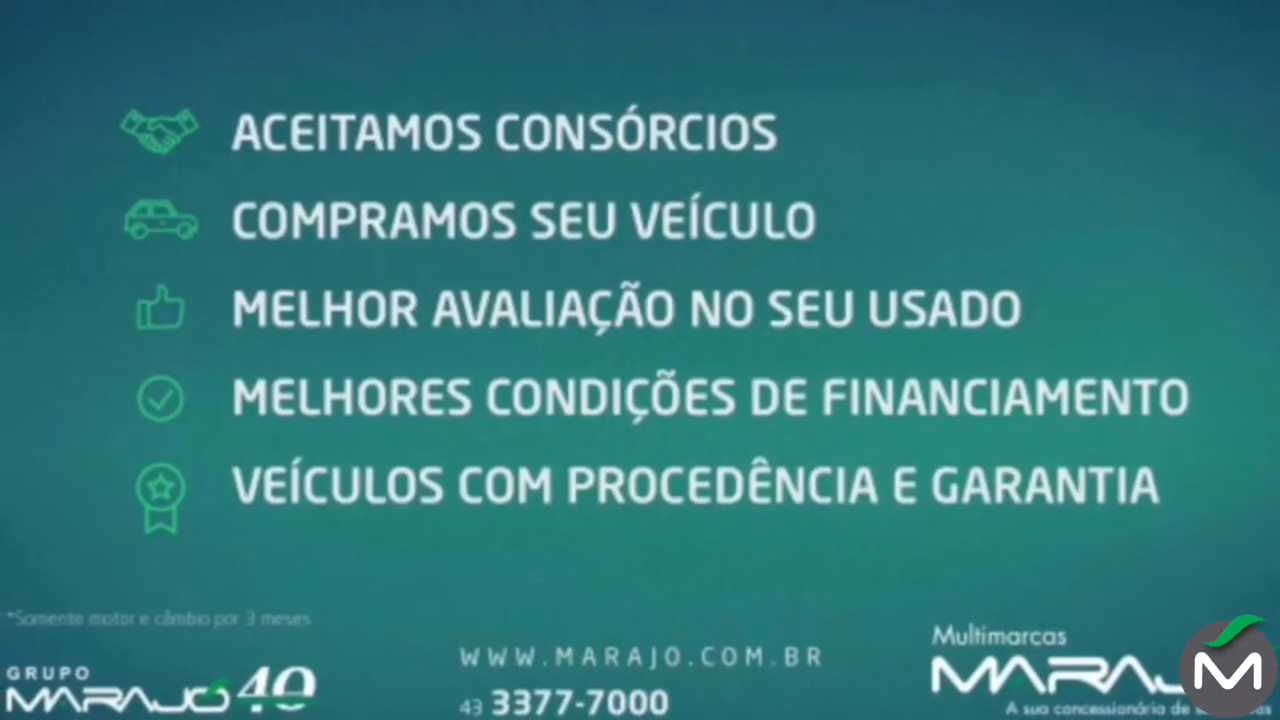 ACEITAMOS CONSÓRCIOS
COMPRAMOS SEU VEÍCULO
MELHOR AVALIAÇÃO NO SEU USADO
MELHORES CONDIÇÕES DE FINANCIAMENTO
VEÍCULOS COM PROCEDÊNCIA E GARANTIA
*Somente motor e câmbio por 3 meses
GRUPO
MARAJÓ 40
WWW.MARAJO.COM.BR
43 3377-7000
Multimarcas
MARAJ
M
A sua concessionária de